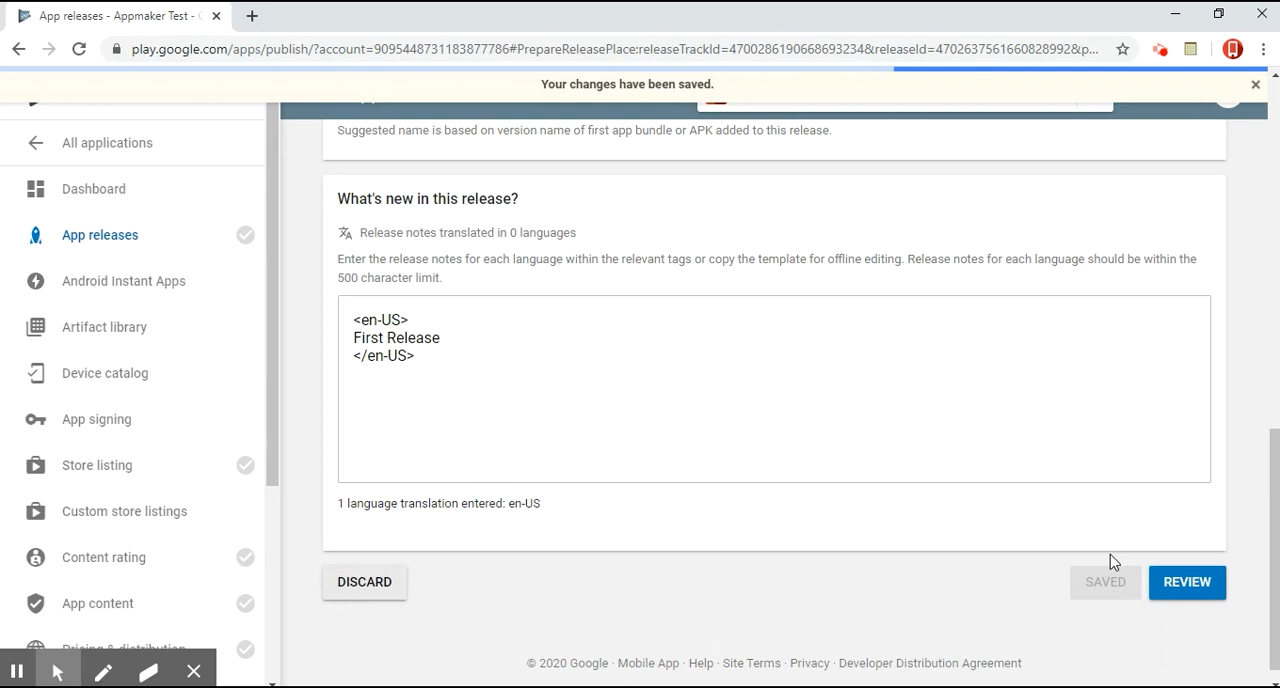 App releases - Appmaker Test -
play.google.com/apps/publish/?account=9095448731183877786#PrepareReleasePlace:releaseTrackId=4700286190668693234&releaseId=4702637561660828992&p...
Your changes have been saved.
All applications
Dashboard
App releases
Android Instant Apps
Artifact library
Device catalog
App signing
Store listing
Custom store listings
Content rating
App content
Pricing & distribution
Suggested name is based on version name of first app bundle or APK added to this release.
What's new in this release?
Release notes translated in 0 languages
Enter the release notes for each language within the relevant tags or copy the template for offline editing. Release notes for each language should be within the
500 character limit.
<en-US>
First Release
</en-US>
1 language translation entered: en-US
DISCARD
SAVED
REVIEW
© 2020 Google · Mobile App · Help · Site Terms · Privacy · Developer Distribution Agreement